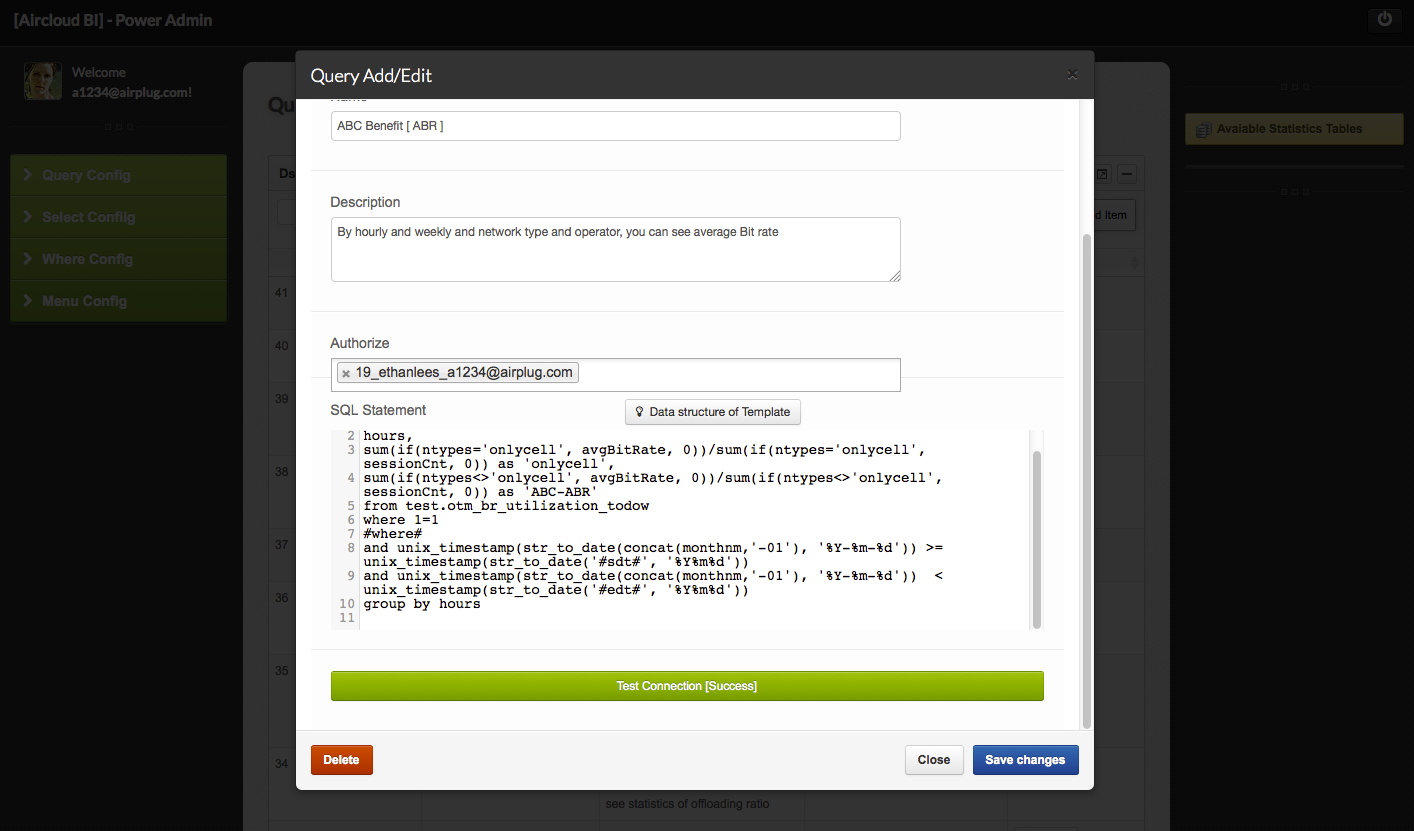 [Aircloud BI] - Power Admin
Welcome
a1234@airplug.com!
Query Config
Select Config
Where Config
Menu Config
Qu
Ds
41
40
39
38
37
36
35
34
Query Add/Edit
×
Name
ABC Benefit [ ABR ]
Description
By hourly and weekly and network type and operator, you can see average Bit rate
Authorize
× 19_ethanlees_a1234@airplug.com
SQL Statement
Data structure of Template
2 hours,
3 sum(if(ntypes='onlycell', avgBitRate, 0))/sum(if(ntypes='onlycell',
sessionCnt, 0)) as 'onlycell',
4 sum(if(ntypes<>'onlycell', avgBitRate, 0))/sum(if(ntypes<>'onlycell',
sessionCnt, 0)) as 'ABC-ABR'
5 from test.otm_br_utilization_todow
6 where 1=1
7 #where#
8 and unix_timestamp(str_to_date(concat(monthnm,'-01'), '%Y-%m-%d')) >=
unix_timestamp(str_to_date('#sdt#', '%Y%m%d'))
9 and unix_timestamp(str_to_date(concat(monthnm,'-01'), '%Y-%m-%d'))  <
unix_timestamp(str_to_date('#edt#', '%Y%m%d'))
10 group by hours
11
Test Connection [Success]
Delete
Close
Save changes
see statistics of offloading ratio
d Item
Avalable Statistics Tables